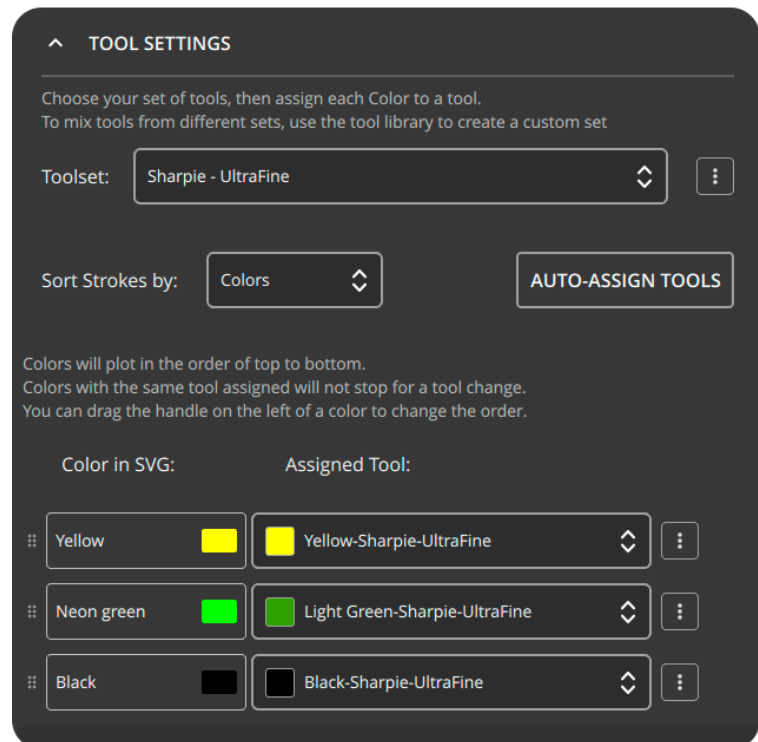 TOOL SETTINGS
Choose your set of tools, then assign each Color to a tool.
To mix tools from different sets, use the tool library to create a custom set
Toolset: Sharpie - UltraFine
Sort Strokes by: Colors AUTO-ASSIGN TOOLS
Colors will plot in the order of top to bottom.
Colors with the same tool assigned will not stop for a tool change.
You can drag the handle on the left of a color to change the order.
Color in SVG: Assigned Tool:
Yellow Yellow-Sharpie-UltraFine
Neon green Light Green-Sharpie-UltraFine
Black Black-Sharpie-UltraFine